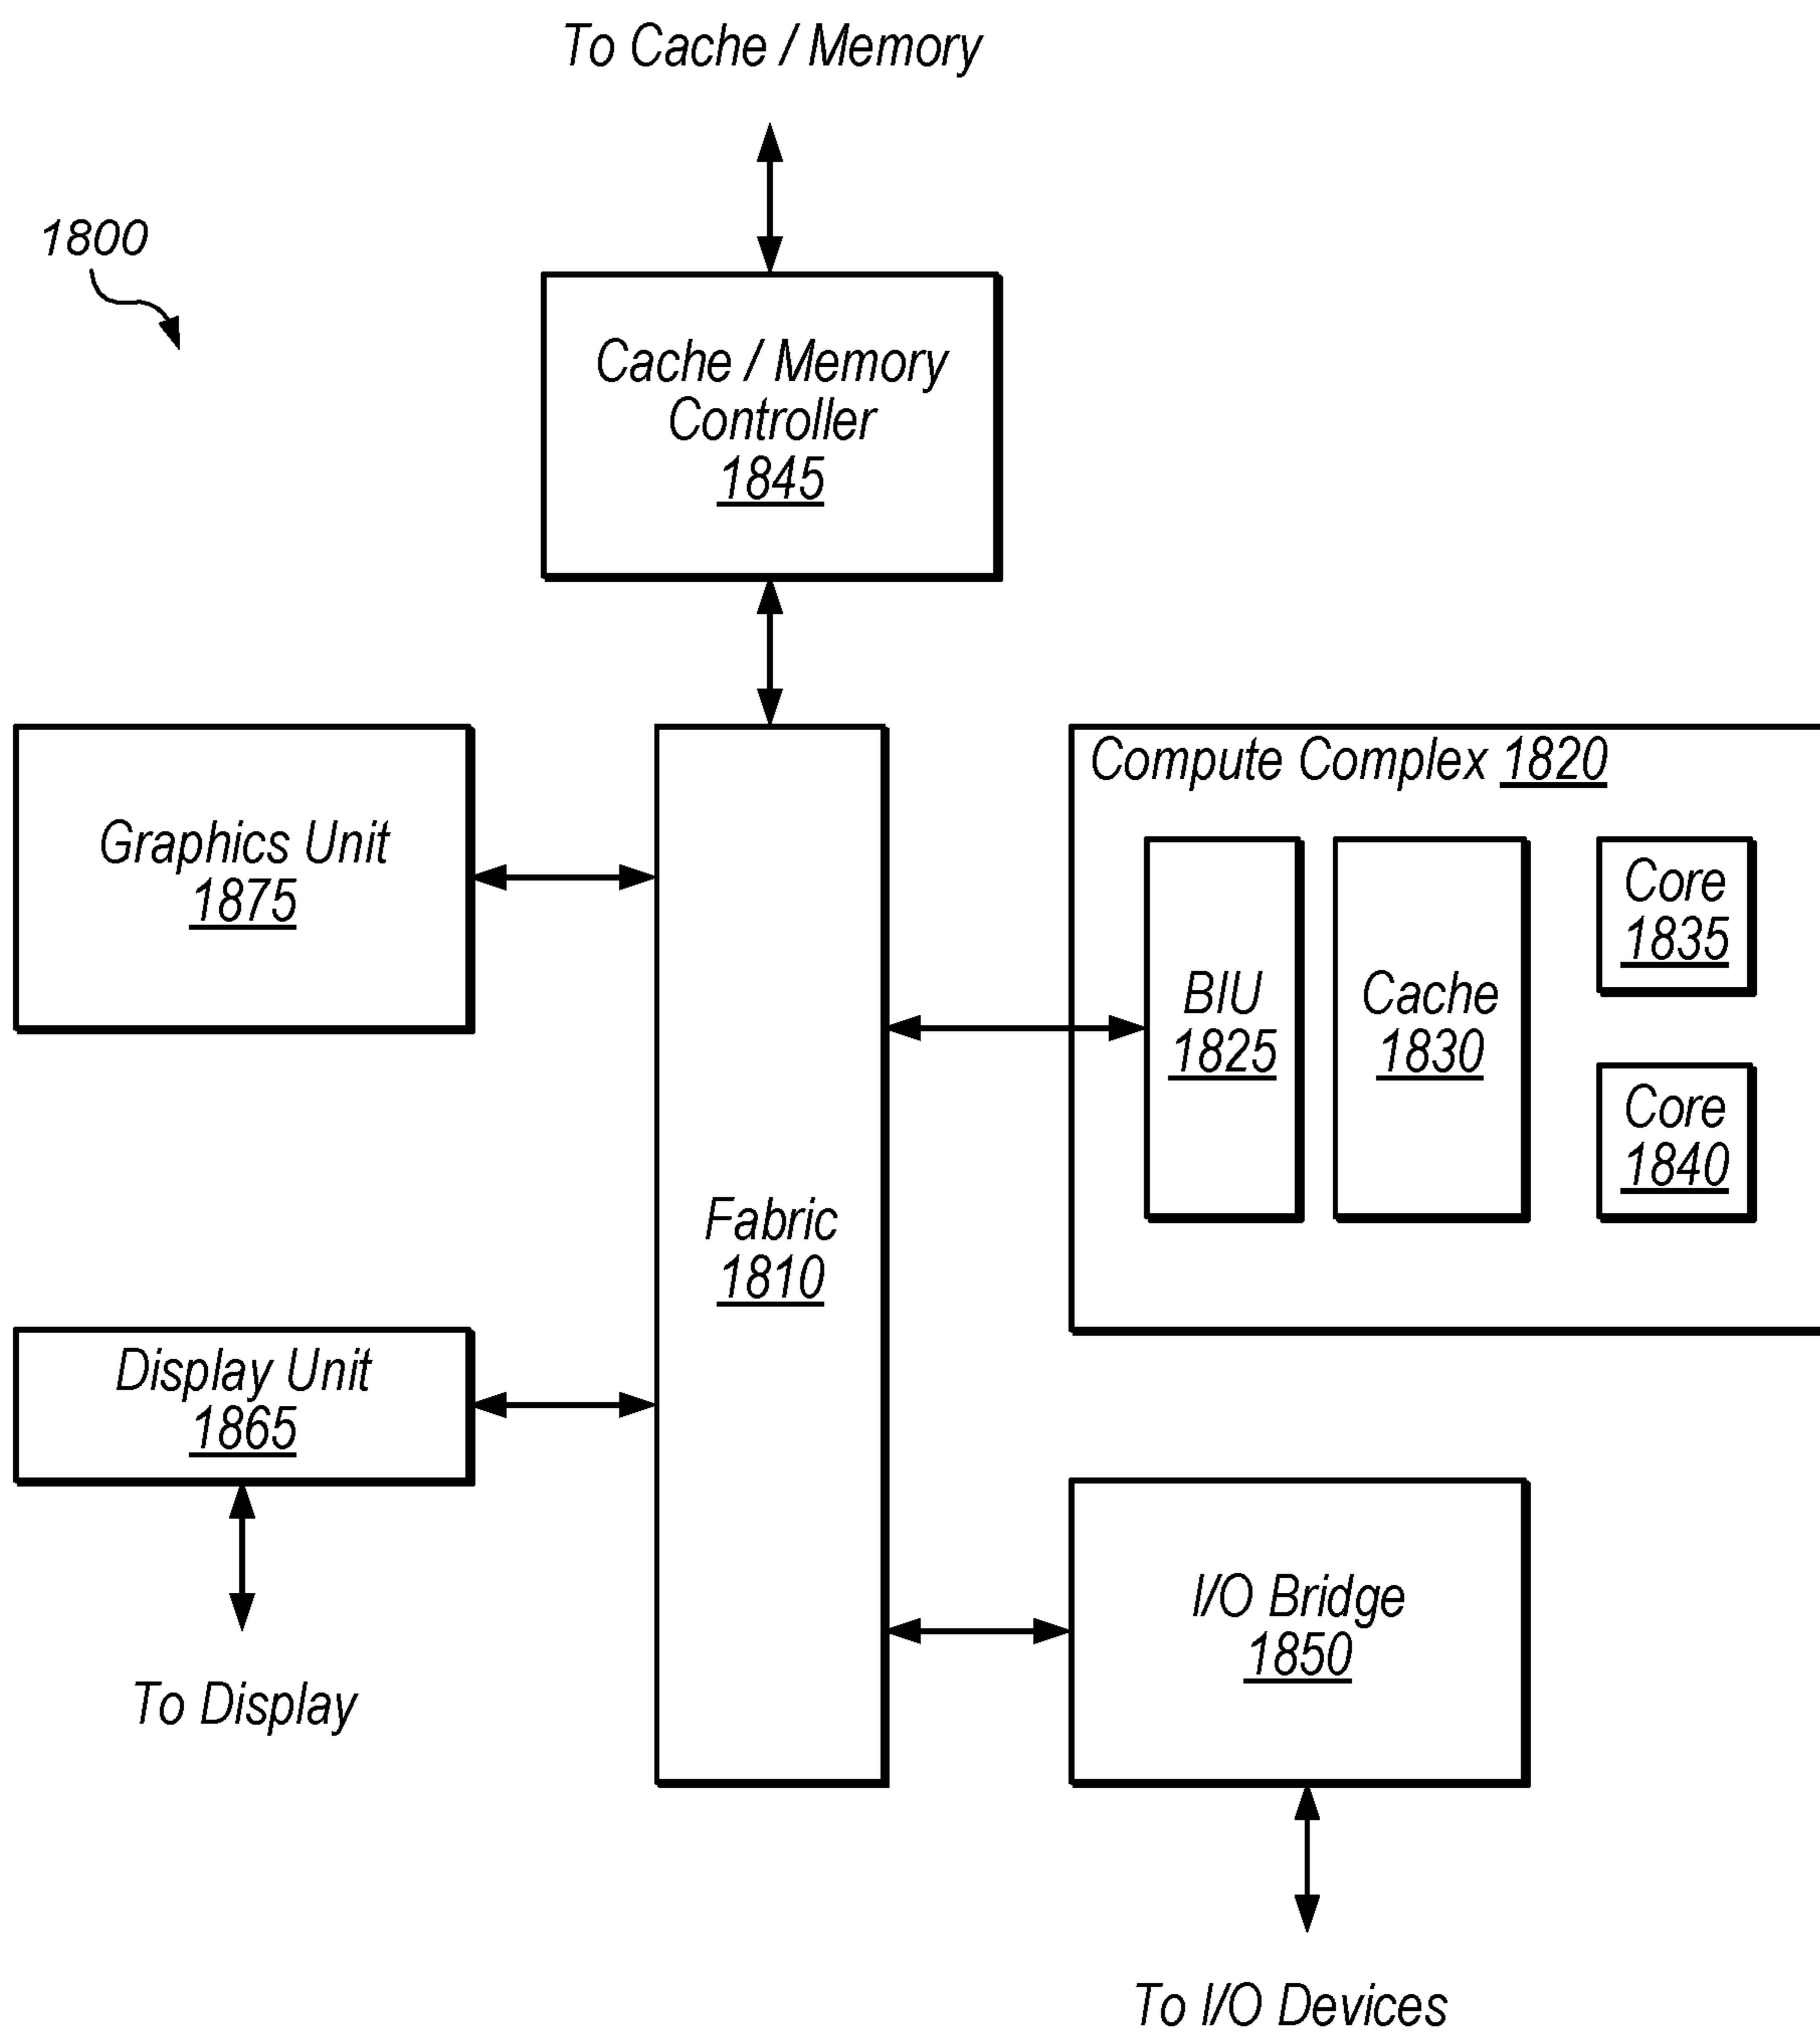 To Cache / Memory
1800
Cache / Memory
Controller
1845
Graphics Unit
1875
Compute Complex 1820
BIU
1825
Cache
1830
Core
1835
Core
1840
Fabric
1810
Display Unit
1865
To Display
I/O Bridge
1850
To I/O Devices